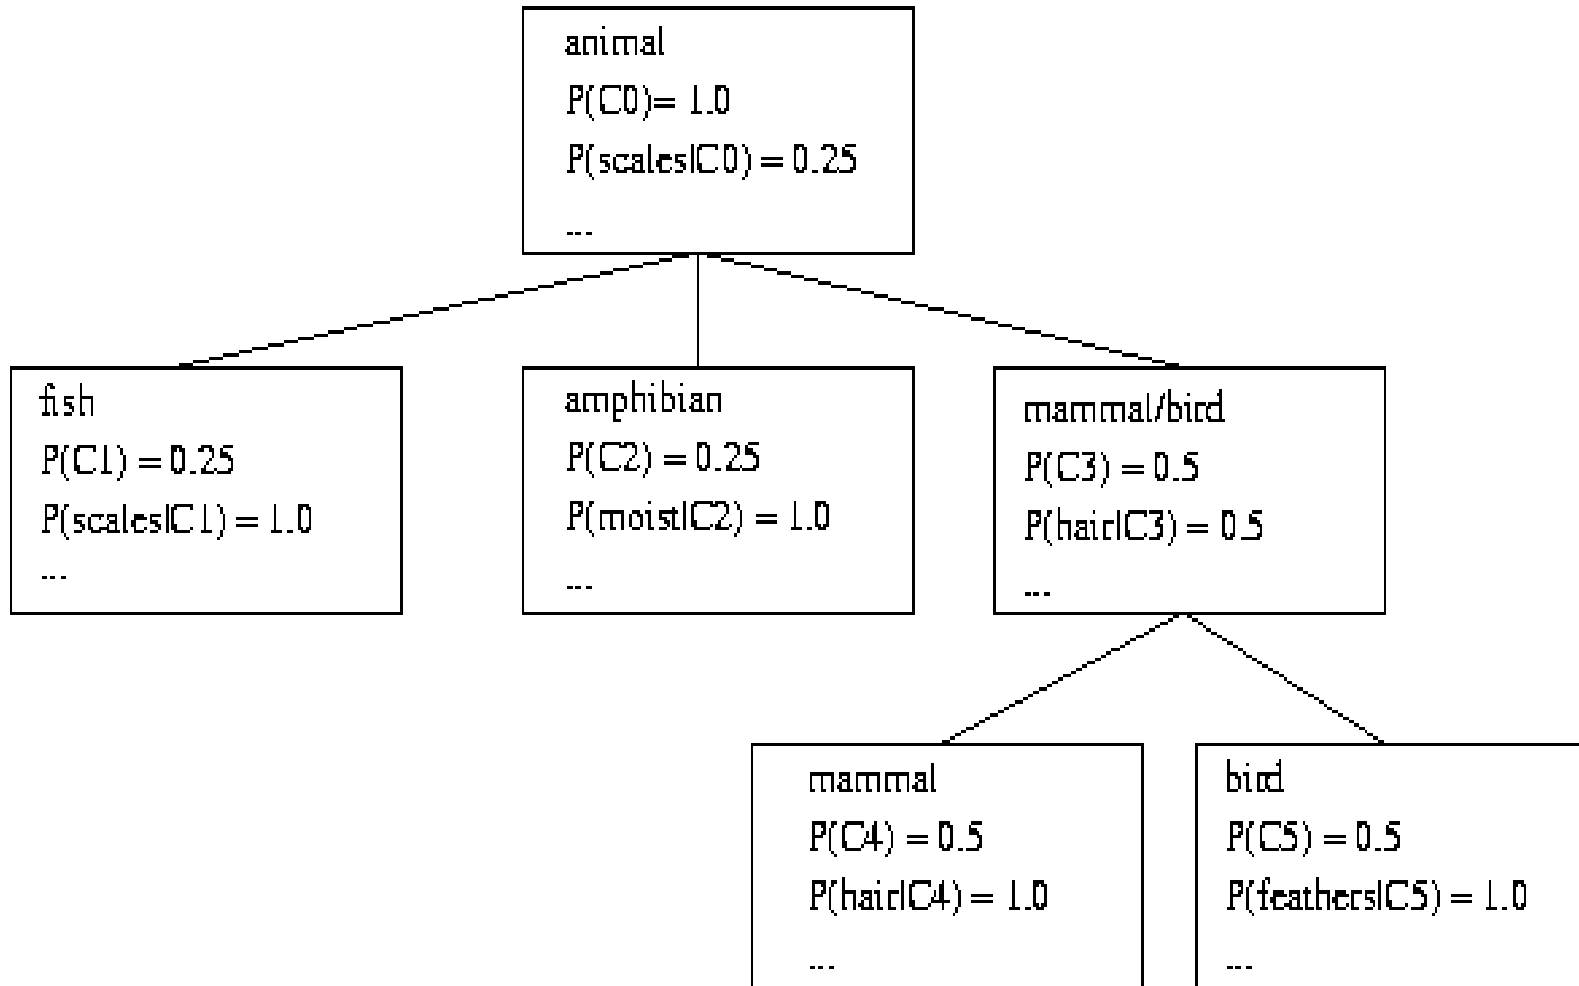 animal
P(C0)= 1.0
P(scales|C0) = 0.25
...
fish
P(C1) = 0.25
P(scales|C1) = 1.0
...
amphibian
P(C2) = 0.25
P(moist|C2) = 1.0
...
mammal/bird
P(C3) = 0.5
P(hair|C3) = 0.5
...
mammal
P(C4) = 0.5
P(hair|C4) = 1.0
...
bird
P(C5) = 0.5
P(feathers|C5) = 1.0
...